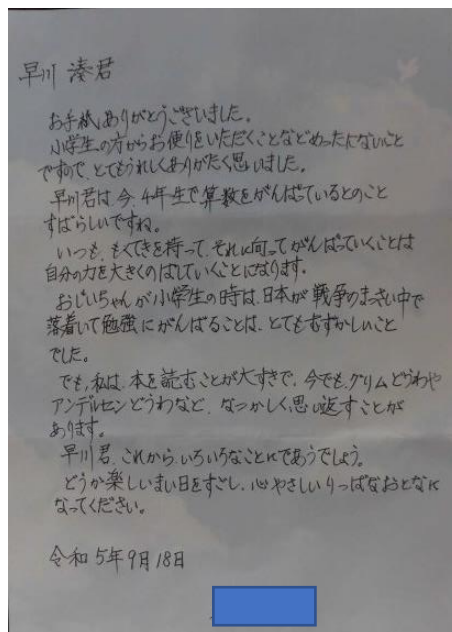 早川 湊君
お手紙ありがとうございました。
小学生の方からお便りをいただくことなどめったにないこと
ですので、とてもうれしくありがたく思いました。
早川君は、今、4年生で算数をがんばっているとのこと
すばらしいですね。
いつも、もくてきを持って、それに向ってがんばっていくことは
自分の力を大きくのばしていくことになります。
おじいちゃんが小学生の時は、日本が戦争のまっさい中で
落着いて勉強にがんばることは、とてもむずかしいこと
でした。
でも、私は、本を読むことが大すきで、今でも、グリムどうわや
アンデルセンどうわなど、なつかしく思い返すことが
あります。
早川君、これから、いろいろなことにであうでしょう。
どうか楽しいまい日をすごし、心やさしいりっぱなおとなに
なってください。
令和5年9月18日